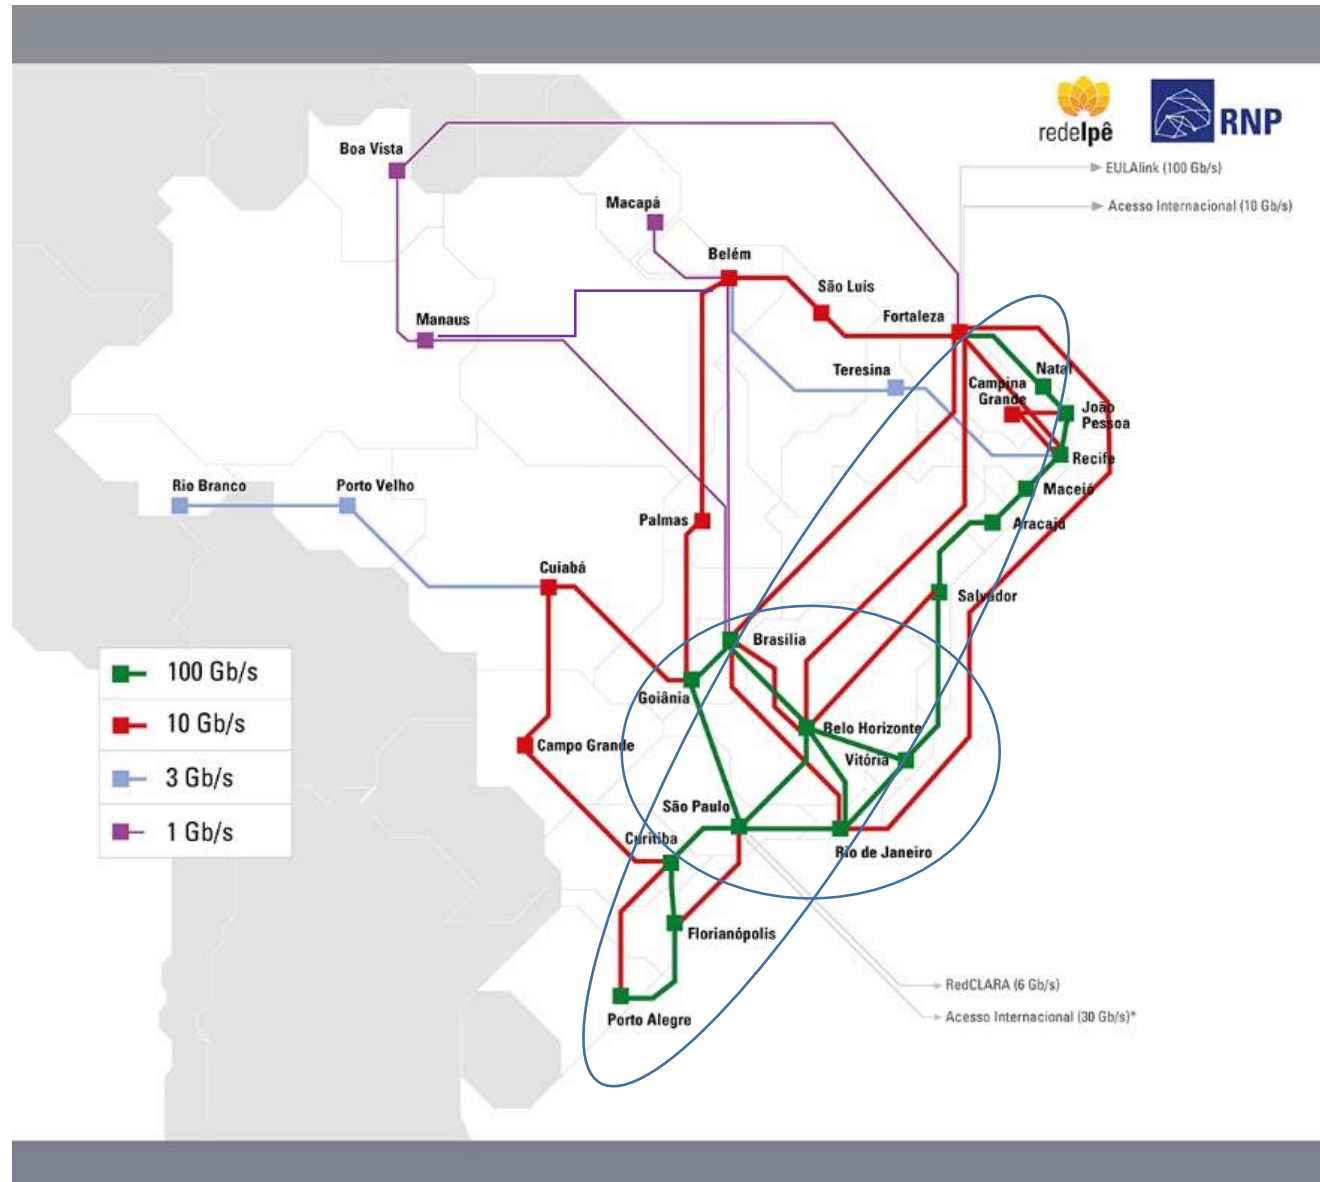 redeIpê
RNP
EULAlink (100 Gb/s)
Acesso Internacional (10 Gb/s)
Boa Vista
Macapá
Belém
São Luís
Fortaleza
Manaus
Teresina
Natal
Campina
Grande
João
Pessoa
Recife
Maceió
Aracaju
Rio Branco
Porto Velho
Palmas
Cuiabá
Salvador
Brasília
Goiânia
100 Gb/s
10 Gb/s
3 Gb/s
1 Gb/s
Campo Grande
Belo Horizonte
Vitória
São Paulo
Curitiba
Rio de Janeiro
Florianópolis
Porto Alegre
RedCLARA (6 Gb/s)
Acesso Internacional (30 Gb/s)*